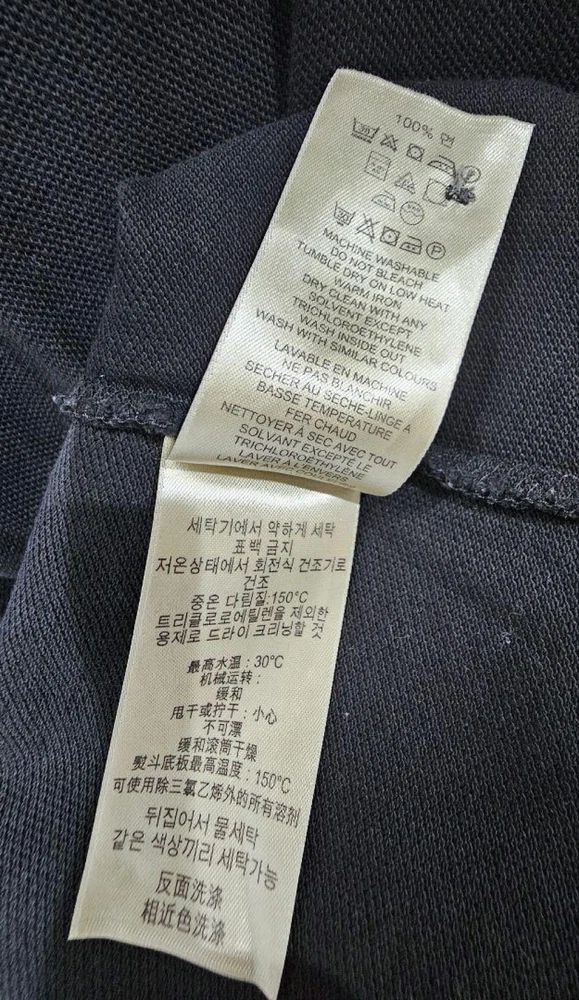 100% 면
MACHINE WASHABLE
DO NOT BLEACH
TUMBLE DRY ON LOW HEAT
WARM IRON
DRY CLEAN WITH ANY
SOLVENT EXCEPT
TRICHLOROETHYLENE
WASH INSIDE OUT
WASH WITH SIMILAR COLOURS
LAVABLE EN MACHINE
NE PAS BLANCHIR
SECHER AU SECHE-LINGE A
BASSE TEMPERATURE
FER CHAUD
NETTOYER À SEC AVEC TOUT
SOLVANT EXCEPTÉ LE
TRICHLOROÉTHYLÈNE
LAVER À L'ENVERS
LAVER AVEC
세탁기에서 약하게 세탁
표백 금지
저온상태에서 회전식 건조기로
건조
중온 다림질:150°C
트리클로로에틸렌을 제외한
용제로 드라이 크리닝할 것
最高水温：30°C
机械运转：
缓和
甩干或拧干：小心
不可漂
缓和滚筒干燥
熨斗底板最高温度：150°C
可使用除三氯乙烯外的所有溶剂
뒤집어서 물세탁
같은 색상끼리 세탁가능
反面洗涤
相近色洗涤